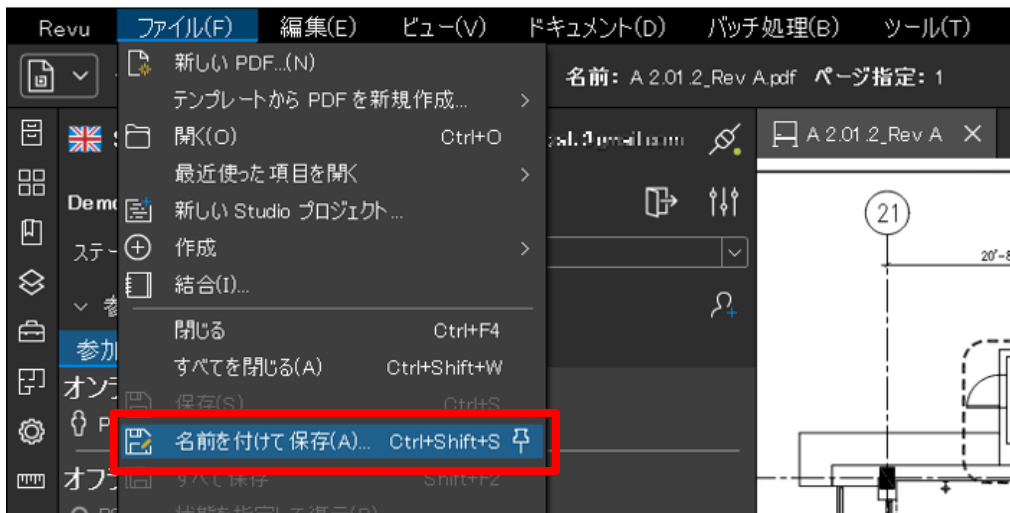 Revu ファイル(F) 編集(E) ビュー(V) ドキュメント(D) バッチ処理(B) ツール(T)
新しい PDF...(N)
名前: A 2.01.2_Rev A.pdf ページ指定: 1
テンプレートから PDF を新規作成...
開く(O) Ctrl+O
A 2.01.2_Rev A
最近使った項目を開く
新しい Studio プロジェクト...
21
作成
20'-8
結合(I)...
閉じる Ctrl+F4
すべてを閉じる(A) Ctrl+Shift+W
参加
保存(S) Ctrl+S
名前を付けて保存(A)... Ctrl+Shift+S
すべて保存 Shift+F2